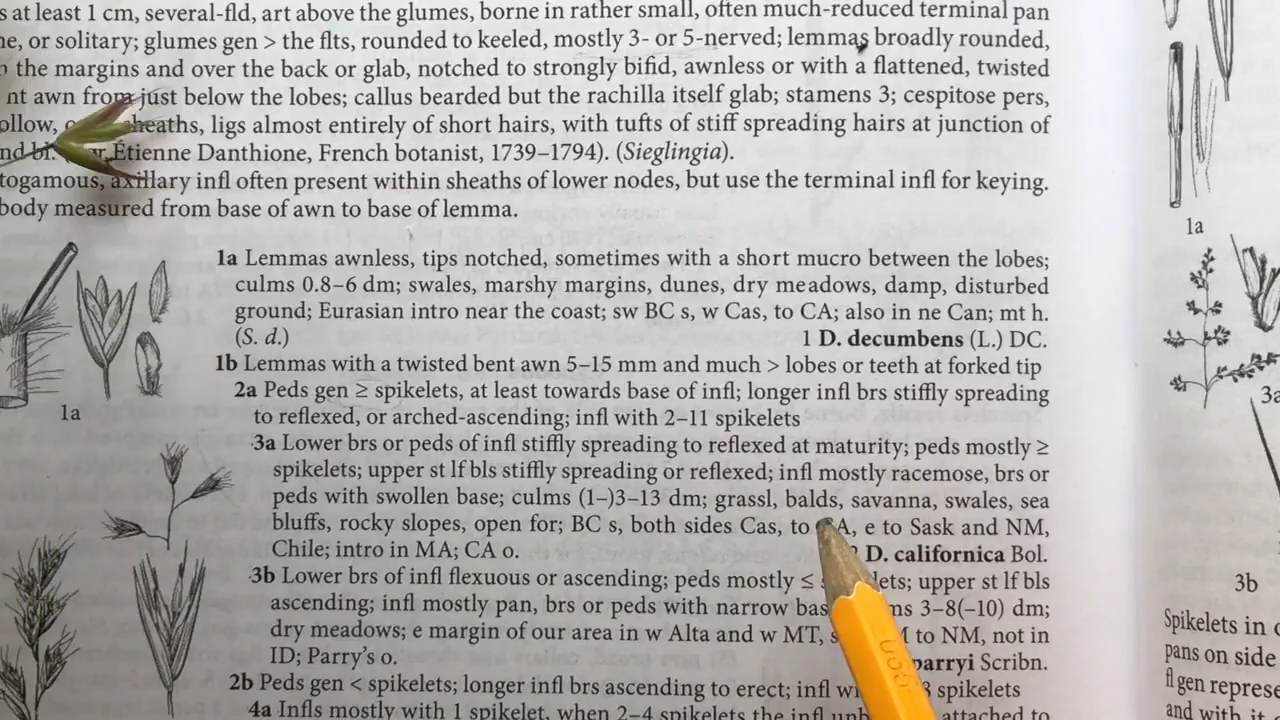 s at least 1 cm, several-fld, art above the glumes, borne in rather small, often much-reduced terminal pan
ne, or solitary; glumes gen > the flts, rounded to keeled, mostly 3- or 5-nerved; lemmas broadly rounded,
the margins and over the back or glab, notched to strongly bifid, awnless or with a flattened, twisted
nt awn from just below the lobes; callus bearded but the rachilla itself glab; stamens 3; cespitose pers,
ollow, heaths, ligs almost entirely of short hairs, with tufts of stiff spreading hairs at junction of
nd bl. Étienne Danthione, French botanist, 1739–1794). (Sieglingia).
togamous, axillary infl often present within sheaths of lower nodes, but use the terminal infl for keying.
body measured from base of awn to base of lemma.
1a Lemmas awnless, tips notched, sometimes with a short mucro between the lobes;
culms 0.8–6 dm; swales, marshy margins, dunes, dry meadows, damp, disturbed
ground; Eurasian intro near the coast; sw BC s, w Cas, to CA; also in ne Can; mt h.
(S. d.) 1 D. decumbens (L.) DC.
1b Lemmas with a twisted bent awn 5–15 mm and much > lobes or teeth at forked tip
2a Peds gen ≥ spikelets, at least towards base of infl; longer infl brs stiffly spreading
to reflexed, or arched-ascending; infl with 2–11 spikelets
1a
3a Lower brs or peds of infl stiffly spreading to reflexed at maturity; peds mostly ≥
spikelets; upper st lf bls stiffly spreading or reflexed; infl mostly racemose, brs or
peds with swollen base; culms (1–)3–13 dm; grassl, balds, savanna, swales, sea
bluffs, rocky slopes, open for; BC s, both sides Cas, to CA, e to Sask and NM,
Chile; intro in MA; CA o. D. californica Bol.
3b Lower brs of infl flexuous or ascending; peds mostly ≤ lets; upper st lf bls
ascending; infl mostly pan, brs or peds with narrow bas ms 3–8(–10) dm;
dry meadows; e margin of our area in w Alta and w MT, s to NM, not in
ID; Parry's o. parryi Scribn.
2b Peds gen < spikelets; longer infl brs ascending to erect; infl wi spikelets
4a Infls mostly with 1 spikelet, when 2–4 spikelets the infl attached to
1a
3a
3b
Spikelets in
pans on side
fl gen represe
and with it